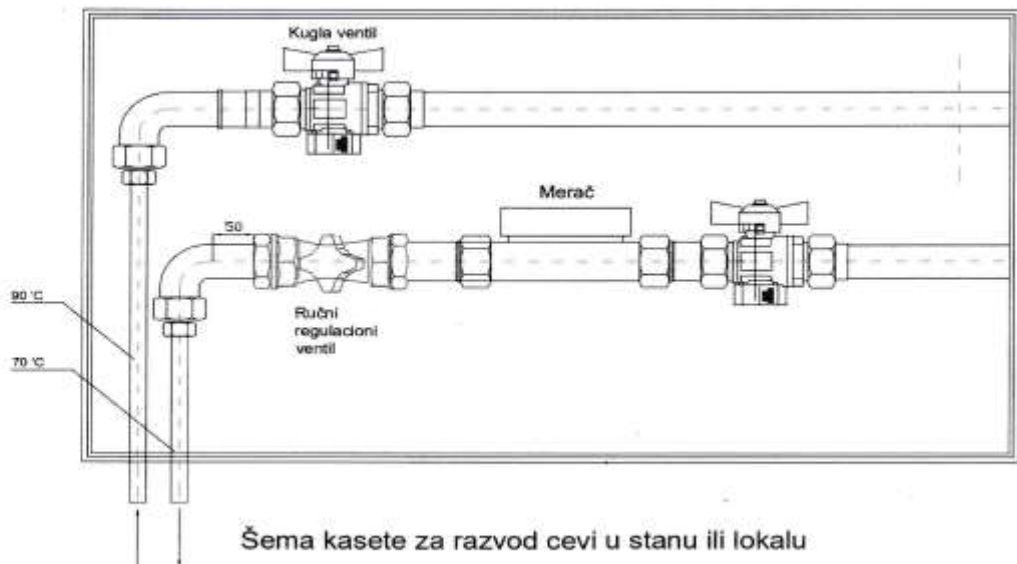 Kugla ventil
Merač
50
90 °C
Ručni
regulacioni
ventil
70 °C
Šema kasete za razvod cevi u stanu ili lokalu